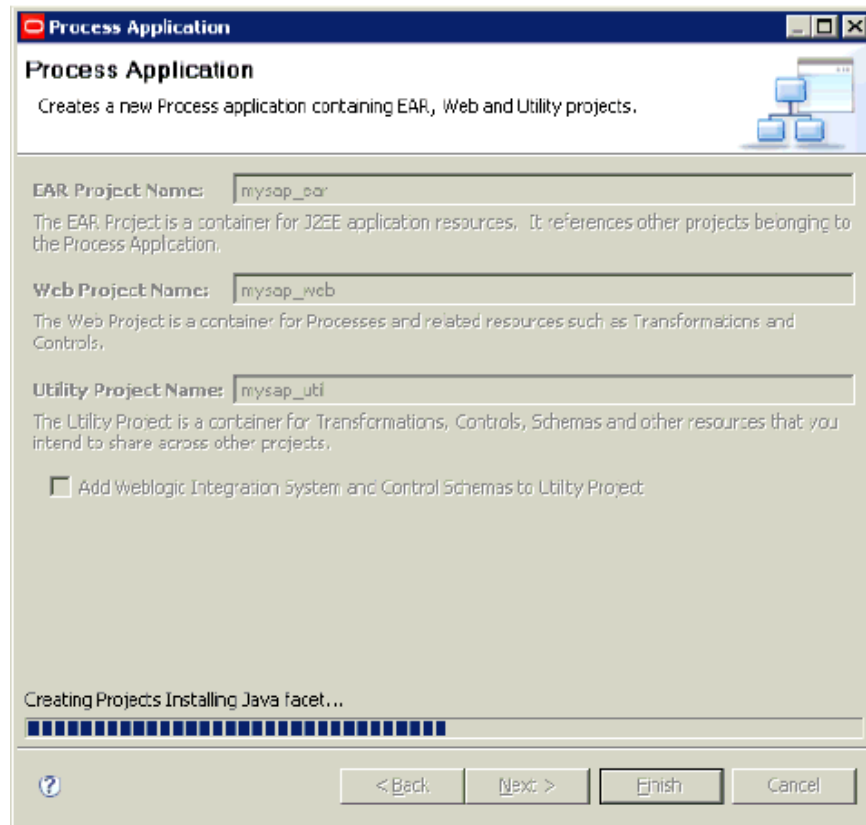 Process Application
Process Application
Creates a new Process application containing EAR, Web and Utility projects.
EAR Project Name: mysap_ear
The EAR Project is a container for J2EE application resources. It references other projects belonging to
the Process Application.
Web Project Name: mysap_web
The Web Project is a container for Processes and related resources such as Transformations and
Controls.
Utility Project Name: mysap_util
The Utility Project is a container for Transformations, Controls, Schemas and other resources that you
intend to share across other projects.
Add Weblogic Integration System and Control Schemas to Utility Project
Creating Projects Installing Java facet...
? < Back Next > Finish Cancel